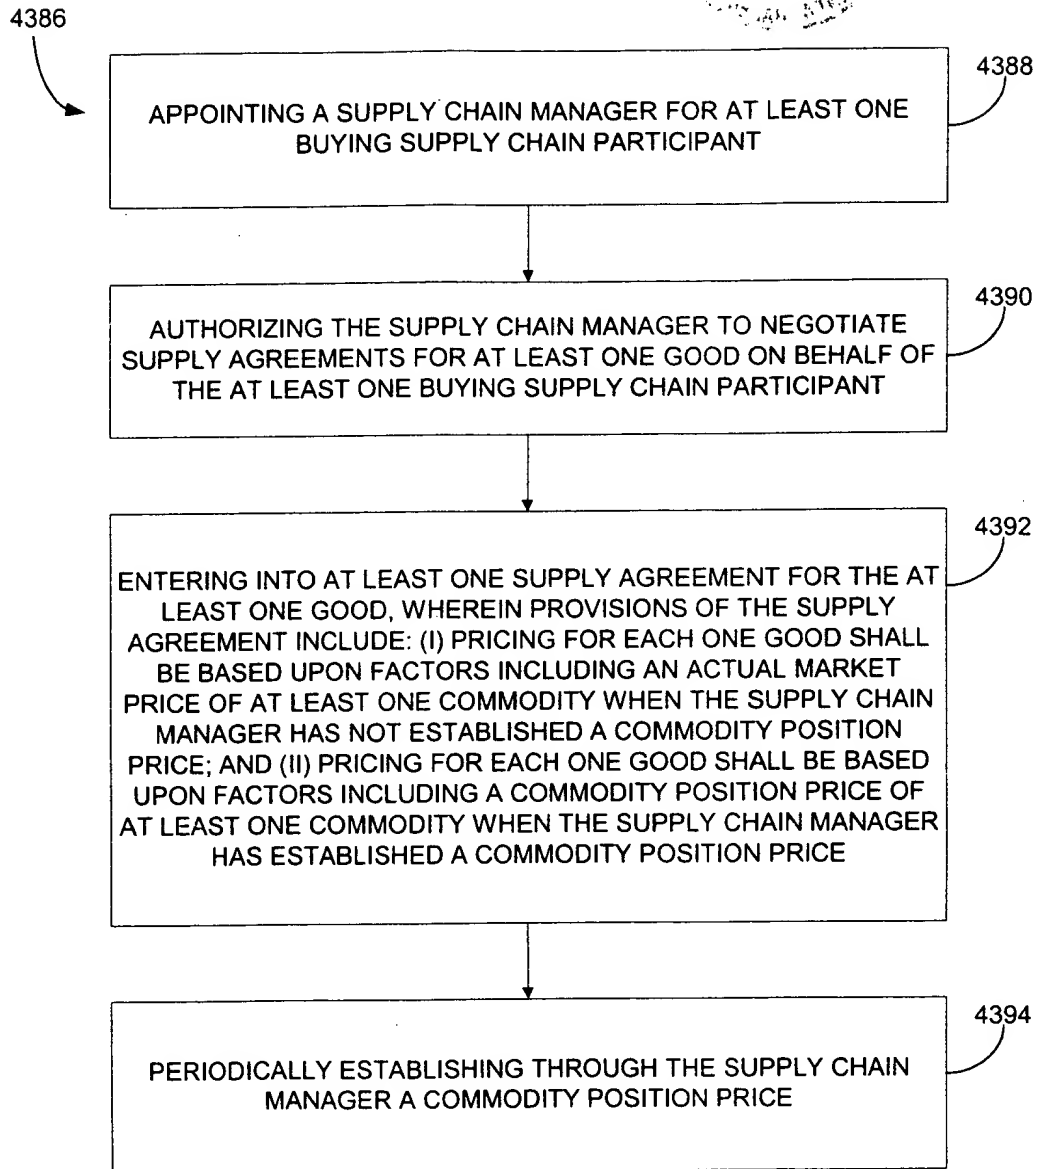 4386
4388
APPOINTING A SUPPLY CHAIN MANAGER FOR AT LEAST ONE
BUYING SUPPLY CHAIN PARTICIPANT
4390
AUTHORIZING THE SUPPLY CHAIN MANAGER TO NEGOTIATE
SUPPLY AGREEMENTS FOR AT LEAST ONE GOOD ON BEHALF OF
THE AT LEAST ONE BUYING SUPPLY CHAIN PARTICIPANT
4392
ENTERING INTO AT LEAST ONE SUPPLY AGREEMENT FOR THE AT
LEAST ONE GOOD, WHEREIN PROVISIONS OF THE SUPPLY
AGREEMENT INCLUDE: (I) PRICING FOR EACH ONE GOOD SHALL
BE BASED UPON FACTORS INCLUDING AN ACTUAL MARKET
PRICE OF AT LEAST ONE COMMODITY WHEN THE SUPPLY CHAIN
MANAGER HAS NOT ESTABLISHED A COMMODITY POSITION
PRICE; AND (II) PRICING FOR EACH ONE GOOD SHALL BE BASED
UPON FACTORS INCLUDING A COMMODITY POSITION PRICE OF
AT LEAST ONE COMMODITY WHEN THE SUPPLY CHAIN MANAGER
HAS ESTABLISHED A COMMODITY POSITION PRICE
4394
PERIODICALLY ESTABLISHING THROUGH THE SUPPLY CHAIN
MANAGER A COMMODITY POSITION PRICE